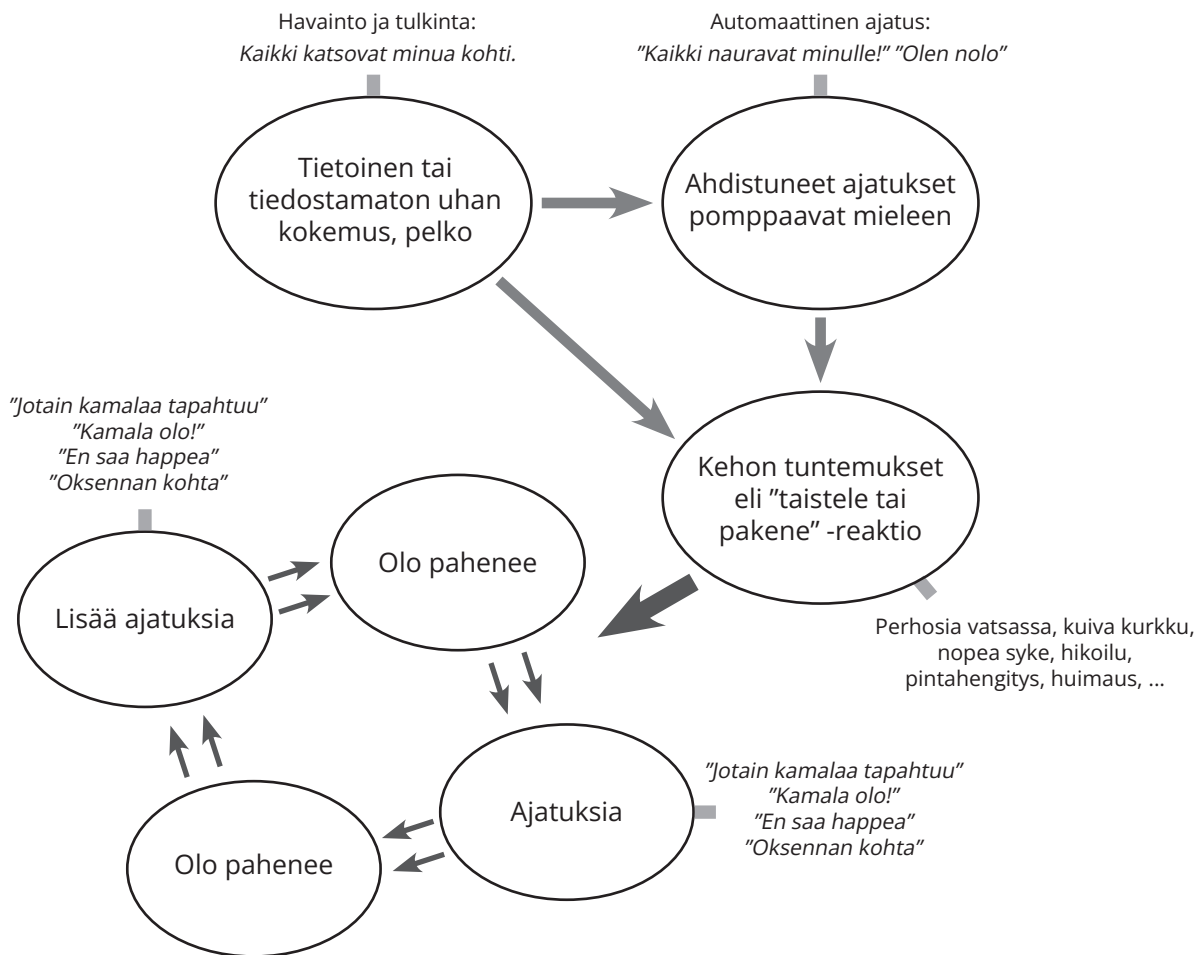 Havainto ja tulkinta:
Kaikki katsovat minua kohti.
Automaattinen ajatus:
”Kaikki nauravat minulle!” ”Olen nolo”
Tietoinen tai
tiedostamaton uhan
kokemus, pelko
Ahdistuneet ajatukset
pomppaavat mieleen
Kehon tuntemukset
eli ”taistele tai
pakene” -reaktio
Perhosia vatsassa, kuiva kurkku,
nopea syke, hikoilu,
pintahengitys, huimaus, ...
”Jotain kamalaa tapahtuu”
”Kamala olo!”
”En saa happea”
”Oksennan kohta”
Lisää ajatuksia
Olo pahenee
Ajatuksia
”Jotain kamalaa tapahtuu”
”Kamala olo!”
”En saa happea”
”Oksennan kohta”
Olo pahenee